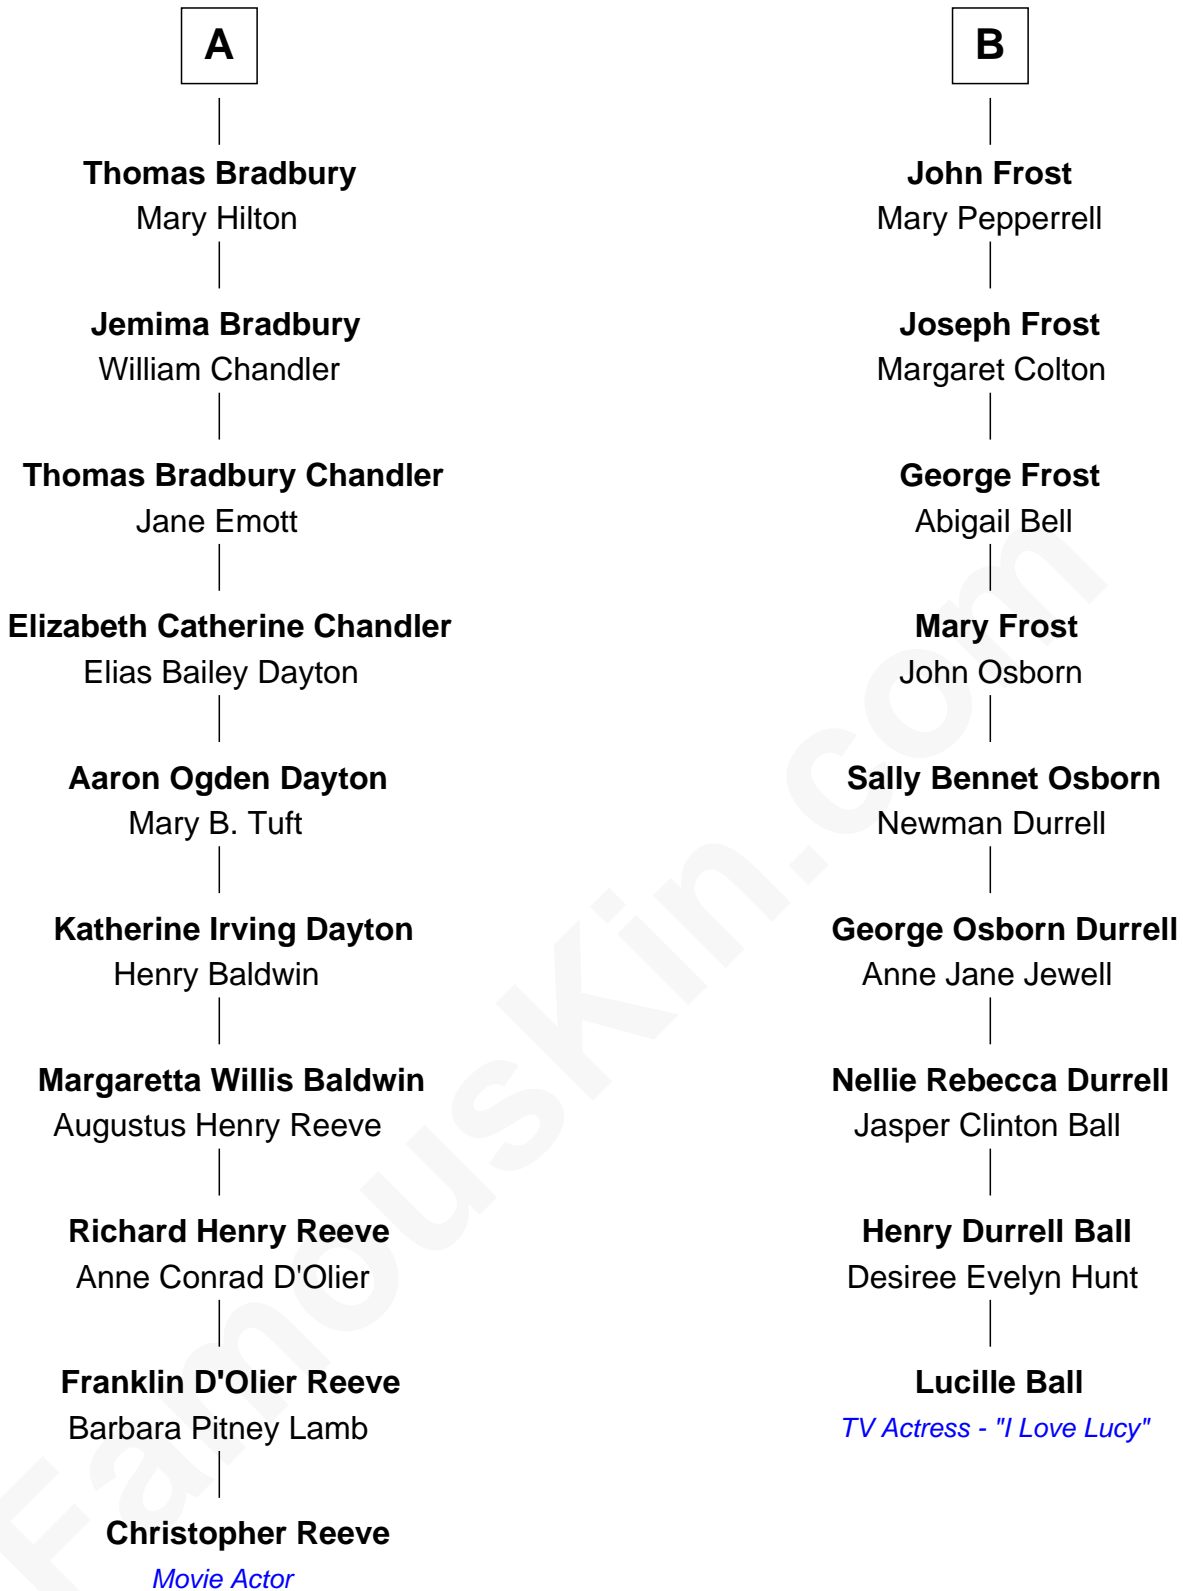 A
Thomas Bradbury
Mary Hilton
Jemima Bradbury
William Chandler
Thomas Bradbury Chandler
Jane Emott
Elizabeth Catherine Chandler
Elias Bailey Dayton
Aaron Ogden Dayton
Mary B. Tuft
Katherine Irving Dayton
Henry Baldwin
Margaretta Willis Baldwin
Augustus Henry Reeve
Richard Henry Reeve
Anne Conrad D'Olier
Franklin D'Olier Reeve
Barbara Pitney Lamb
Christopher Reeve
Movie Actor
B
John Frost
Mary Pepperrell
Joseph Frost
Margaret Colton
George Frost
Abigail Bell
Mary Frost
John Osborn
Sally Bennet Osborn
Newman Durrell
George Osborn Durrell
Anne Jane Jewell
Nellie Rebecca Durrell
Jasper Clinton Ball
Henry Durrell Ball
Desiree Evelyn Hunt
Lucille Ball
TV Actress - "I Love Lucy"
FamousKin.com